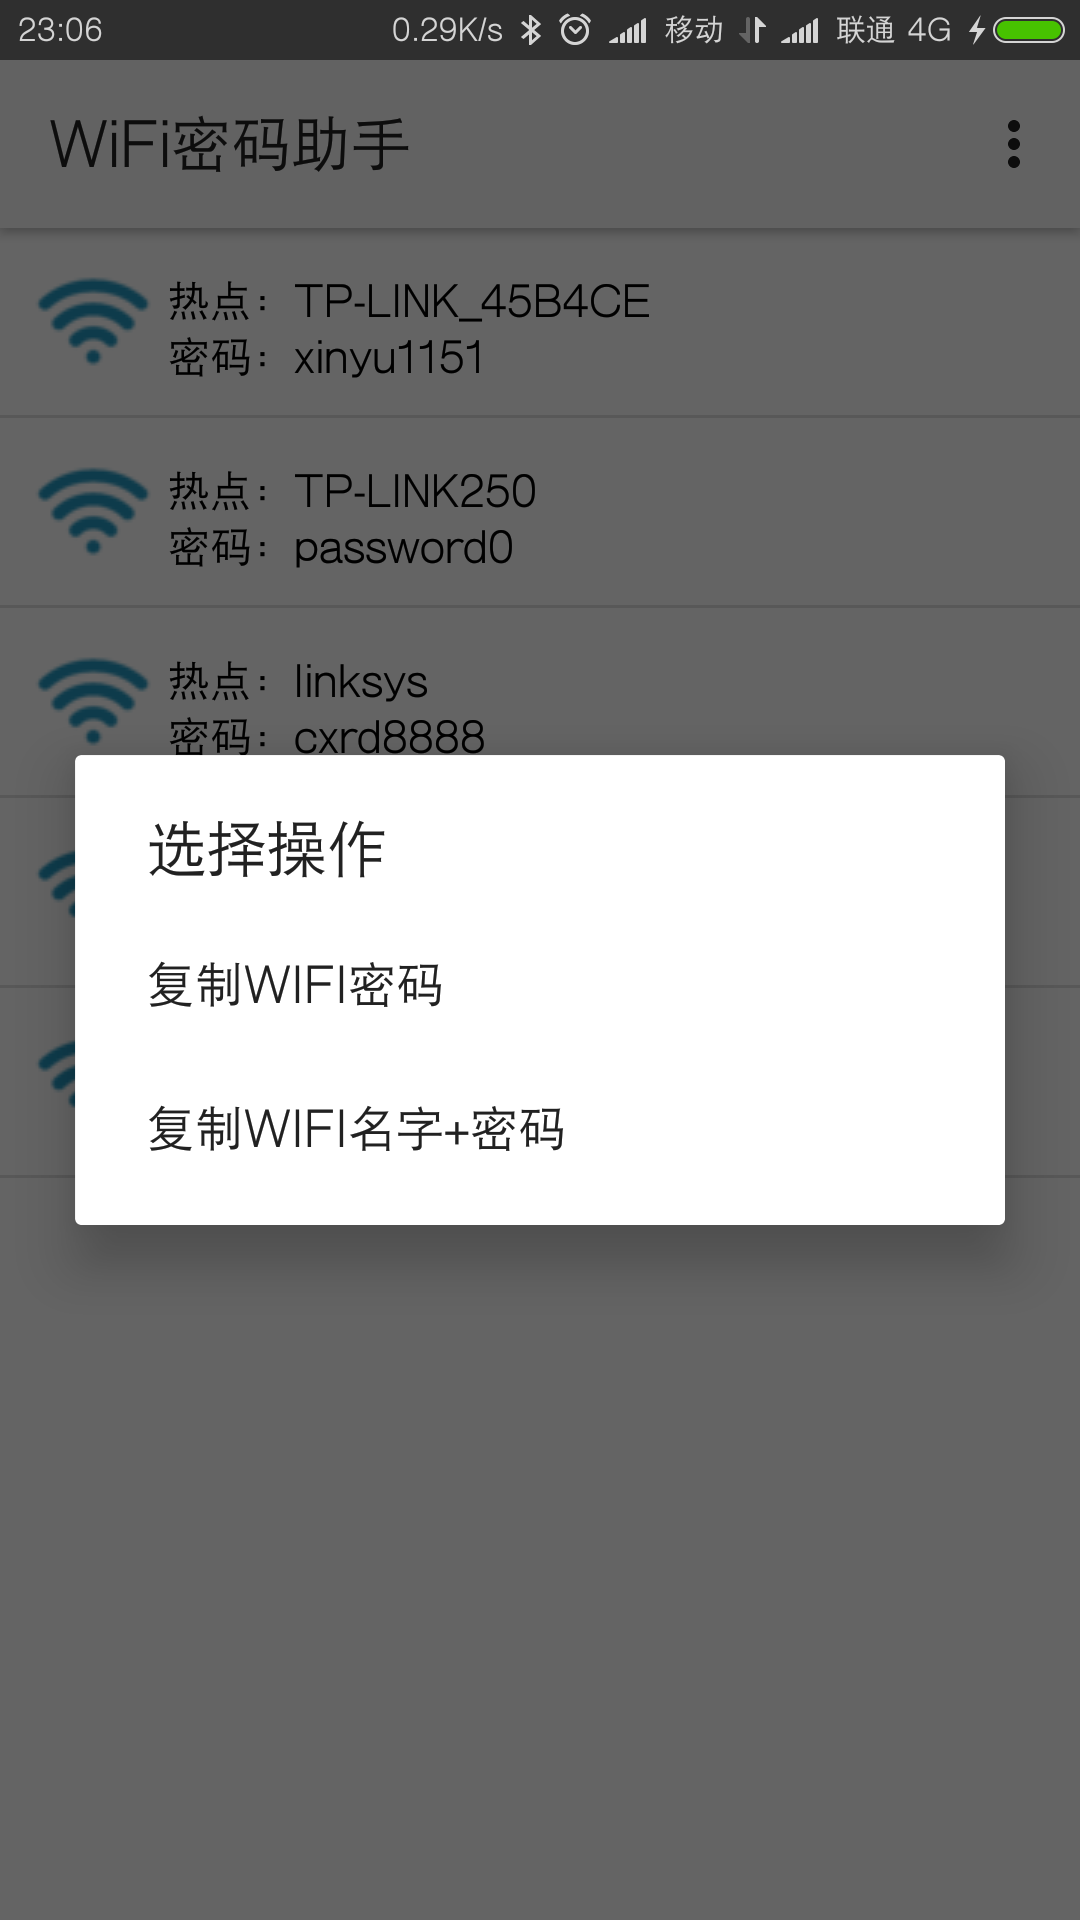 23:06 0.29K/s 移动 联通 4G
WiFi密码助手
热点：TP-LINK_45B4CE
密码：xinyu1151
热点：TP-LINK250
密码：password0
热点：linksys
密码：cxrd8888
选择操作
复制WIFI密码
复制WIFI名字+密码